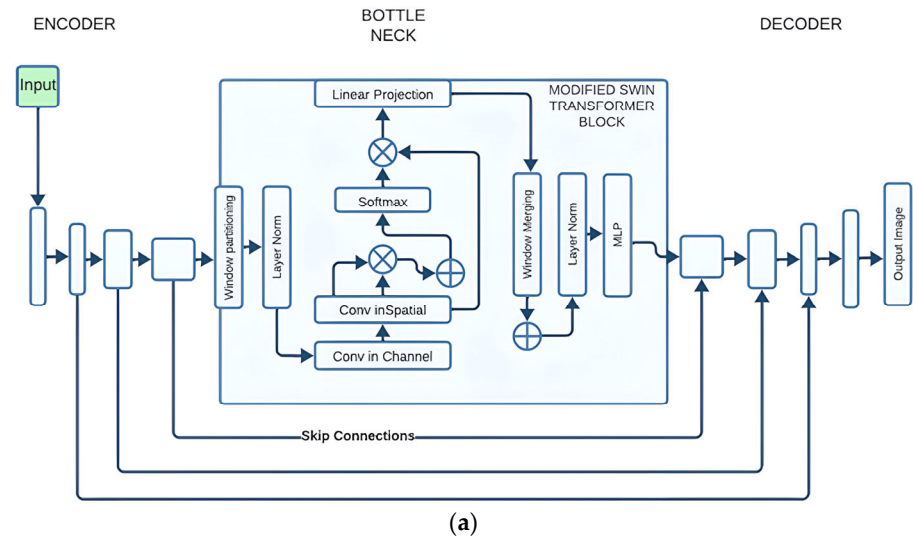 ENCODER
BOTTLE
NECK
DECODER
Input
Linear Projection
MODIFIED SWIN
TRANSFORMER
BLOCK
Softmax
Window partitioning
Layer Norm
Conv inSpatial
Conv in Channel
Window Merging
Layer Norm
MLP
Output Image
Skip Connections
(a)